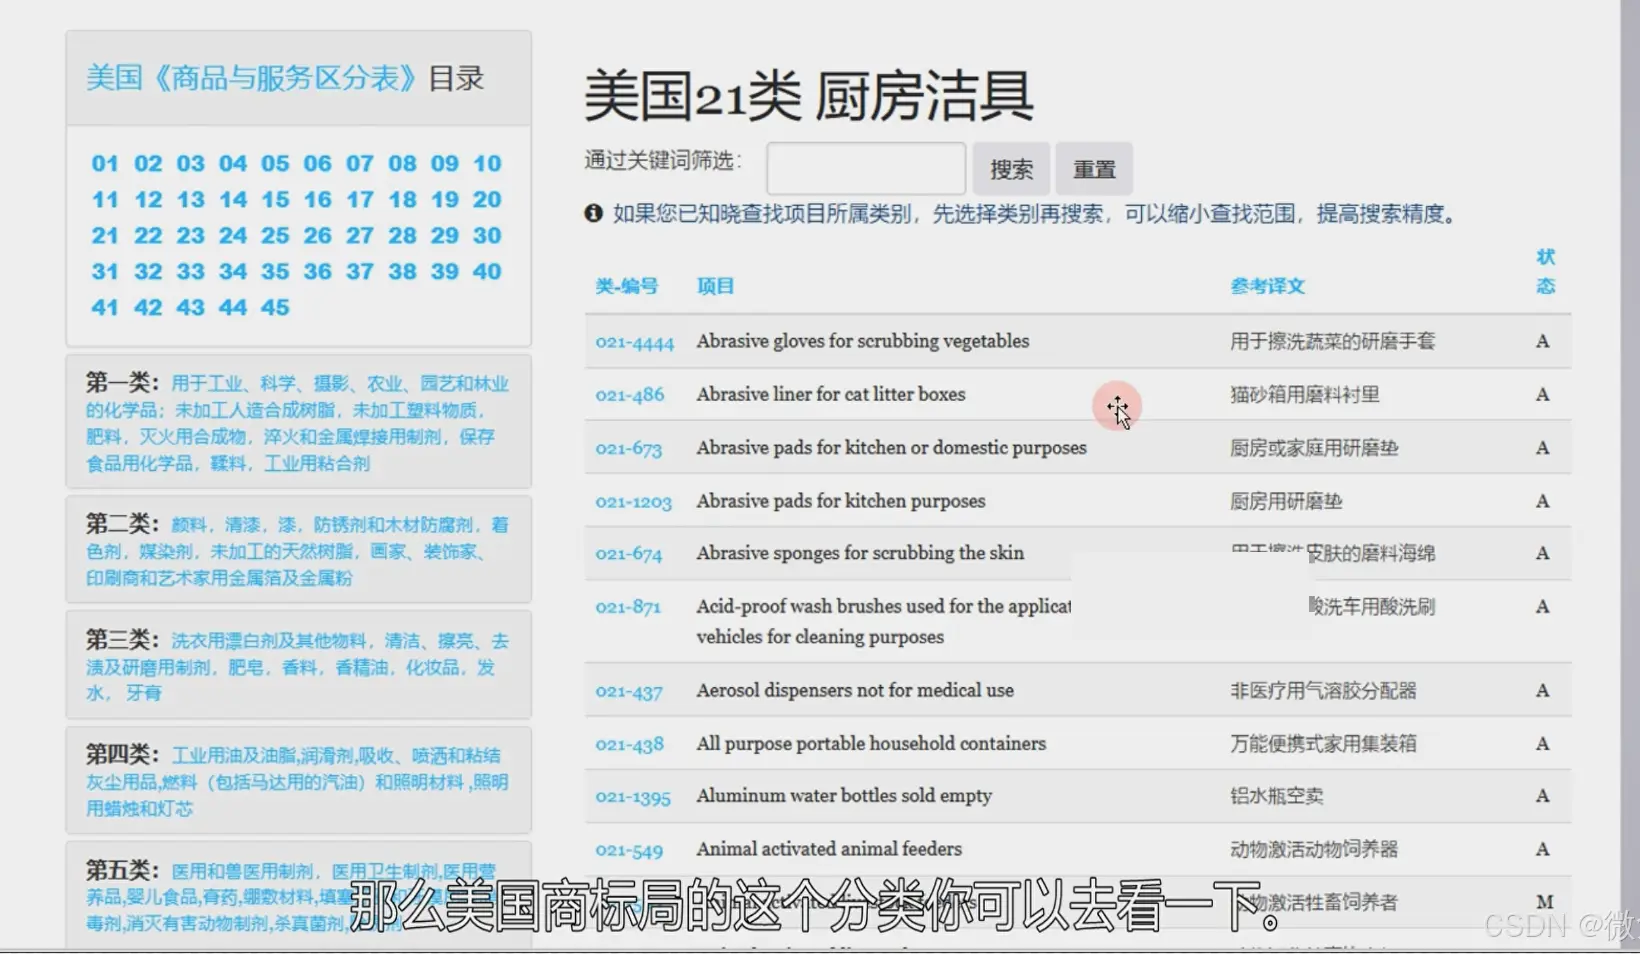 美国《商品与服务区分表》目录
01 02 03 04 05 06 07 08 09 10
11 12 13 14 15 16 17 18 19 20
21 22 23 24 25 26 27 28 29 30
31 32 33 34 35 36 37 38 39 40
41 42 43 44 45
第一类：用于工业、科学、摄影、农业、园艺和林业
的化学品；未加工人造合成树脂，未加工塑料物质，
肥料，灭火用合成物，淬火和金属焊接用制剂，保存
食品用化学品，鞣料，工业用粘合剂
第二类：颜料，清漆，漆，防锈剂和木材防腐剂，着
色剂，媒染剂，未加工的天然树脂，画家、装饰家、
印刷商和艺术家用金属箔及金属粉
第三类：洗衣用漂白剂及其他物料，清洁、擦亮、去
渍及研磨用制剂，肥皂，香料，香精油，化妆品，发
水， 牙膏
第四类：工业用油及油脂,润滑剂,吸收、喷洒和粘结
灰尘用品,燃料（包括马达用的汽油）和照明材料 ,照明
用蜡烛和灯芯
第五类：医用和兽医用制剂，医用卫生制剂,医用营
养品,婴儿食品,膏药,绷敷材料,填塞
毒剂,消灭有害动物制剂,杀真菌剂,
美国21类 厨房洁具
通过关键词筛选： 搜索 重置
如果您已知晓查找项目所属类别，先选择类别再搜索，可以缩小查找范围，提高搜索精度。
类-编号 项目 参考译文 状态
021-4444 Abrasive gloves for scrubbing vegetables 用于擦洗蔬菜的研磨手套 A
021-486 Abrasive liner for cat litter boxes 猫砂箱用磨料衬里 A
021-673 Abrasive pads for kitchen or domestic purposes 厨房或家庭用研磨垫 A
021-1203 Abrasive pads for kitchen purposes 厨房用研磨垫 A
021-674 Abrasive sponges for scrubbing the skin 用于擦洗皮肤的磨料海绵 A
021-871 Acid-proof wash brushes used for the applicat 酸洗车用酸洗刷 A
vehicles for cleaning purposes
021-437 Aerosol dispensers not for medical use 非医疗用气溶胶分配器 A
021-438 All purpose portable household containers 万能便携式家用集装箱 A
021-1395 Aluminum water bottles sold empty 铝水瓶空卖 A
021-549 Animal activated animal feeders 动物激活动物饲养器 A
物激活牲畜饲养者 M
那么美国商标局的这个分类你可以去看一下。
CSDN @微